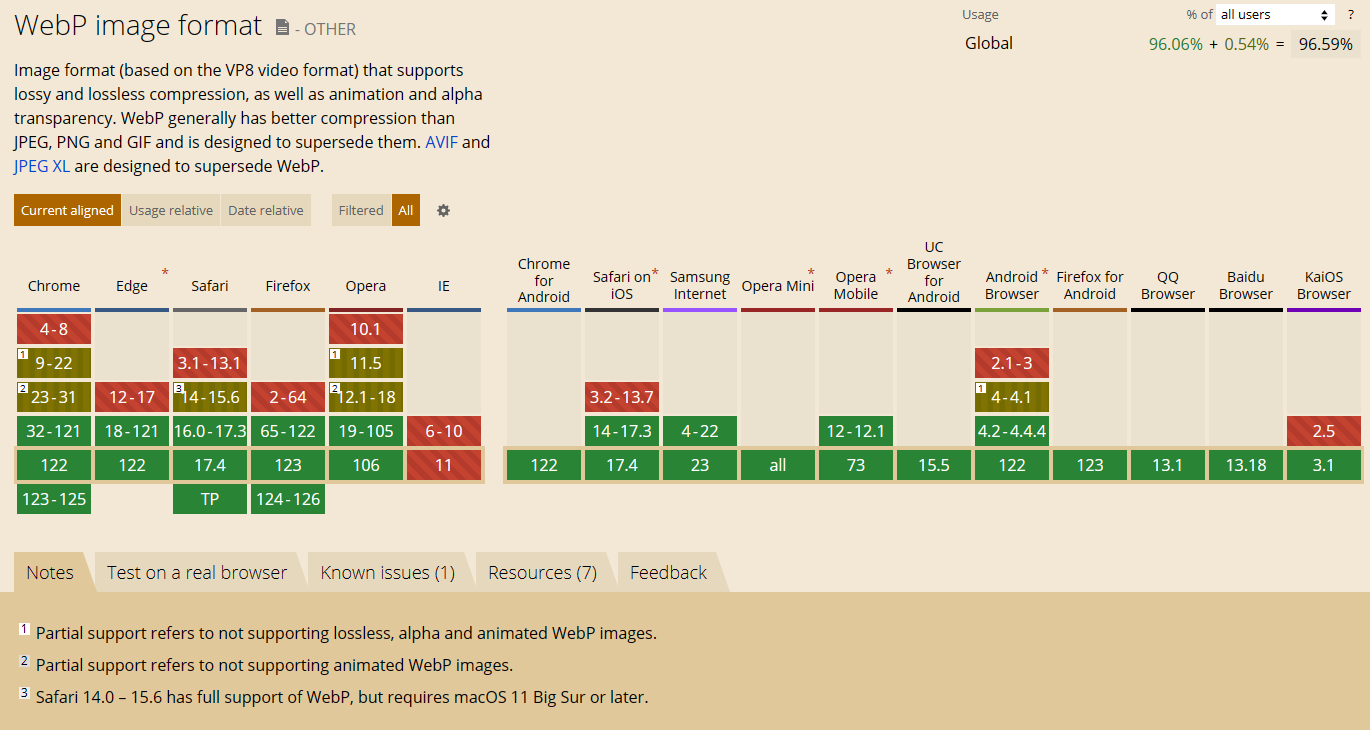 WebP image format - OTHER
Usage % of all users ?
Global 96.06% + 0.54% = 96.59%
Image format (based on the VP8 video format) that supports
lossy and lossless compression, as well as animation and alpha
transparency. WebP generally has better compression than
JPEG, PNG and GIF and is designed to supersede them. AVIF and
JPEG XL are designed to supersede WebP.
Current aligned Usage relative Date relative Filtered All
Chrome Edge * Safari Firefox Opera IE
Chrome for Android Safari on iOS * Samsung Internet Opera Mini * Opera Mobile * UC Browser for Android Android Browser * Firefox for Android QQ Browser Baidu Browser KaiOS Browser
4-8 10.1
1 9-22 3.1-13.1 1 11.5 2.1-3
2 23-31 12-17 3 14-15.6 2-64 2 12.1-18 3.2-13.7 1 4-4.1
32-121 18-121 16.0-17.3 65-122 19-105 6-10 14-17.3 4-22 12-12.1 4.2-4.4.4 2.5
122 122 17.4 123 106 11 122 17.4 23 all 73 15.5 122 123 13.1 13.18 3.1
123-125 TP 124-126
Notes Test on a real browser Known issues (1) Resources (7) Feedback
1 Partial support refers to not supporting lossless, alpha and animated WebP images.
2 Partial support refers to not supporting animated WebP images.
3 Safari 14.0 – 15.6 has full support of WebP, but requires macOS 11 Big Sur or later.